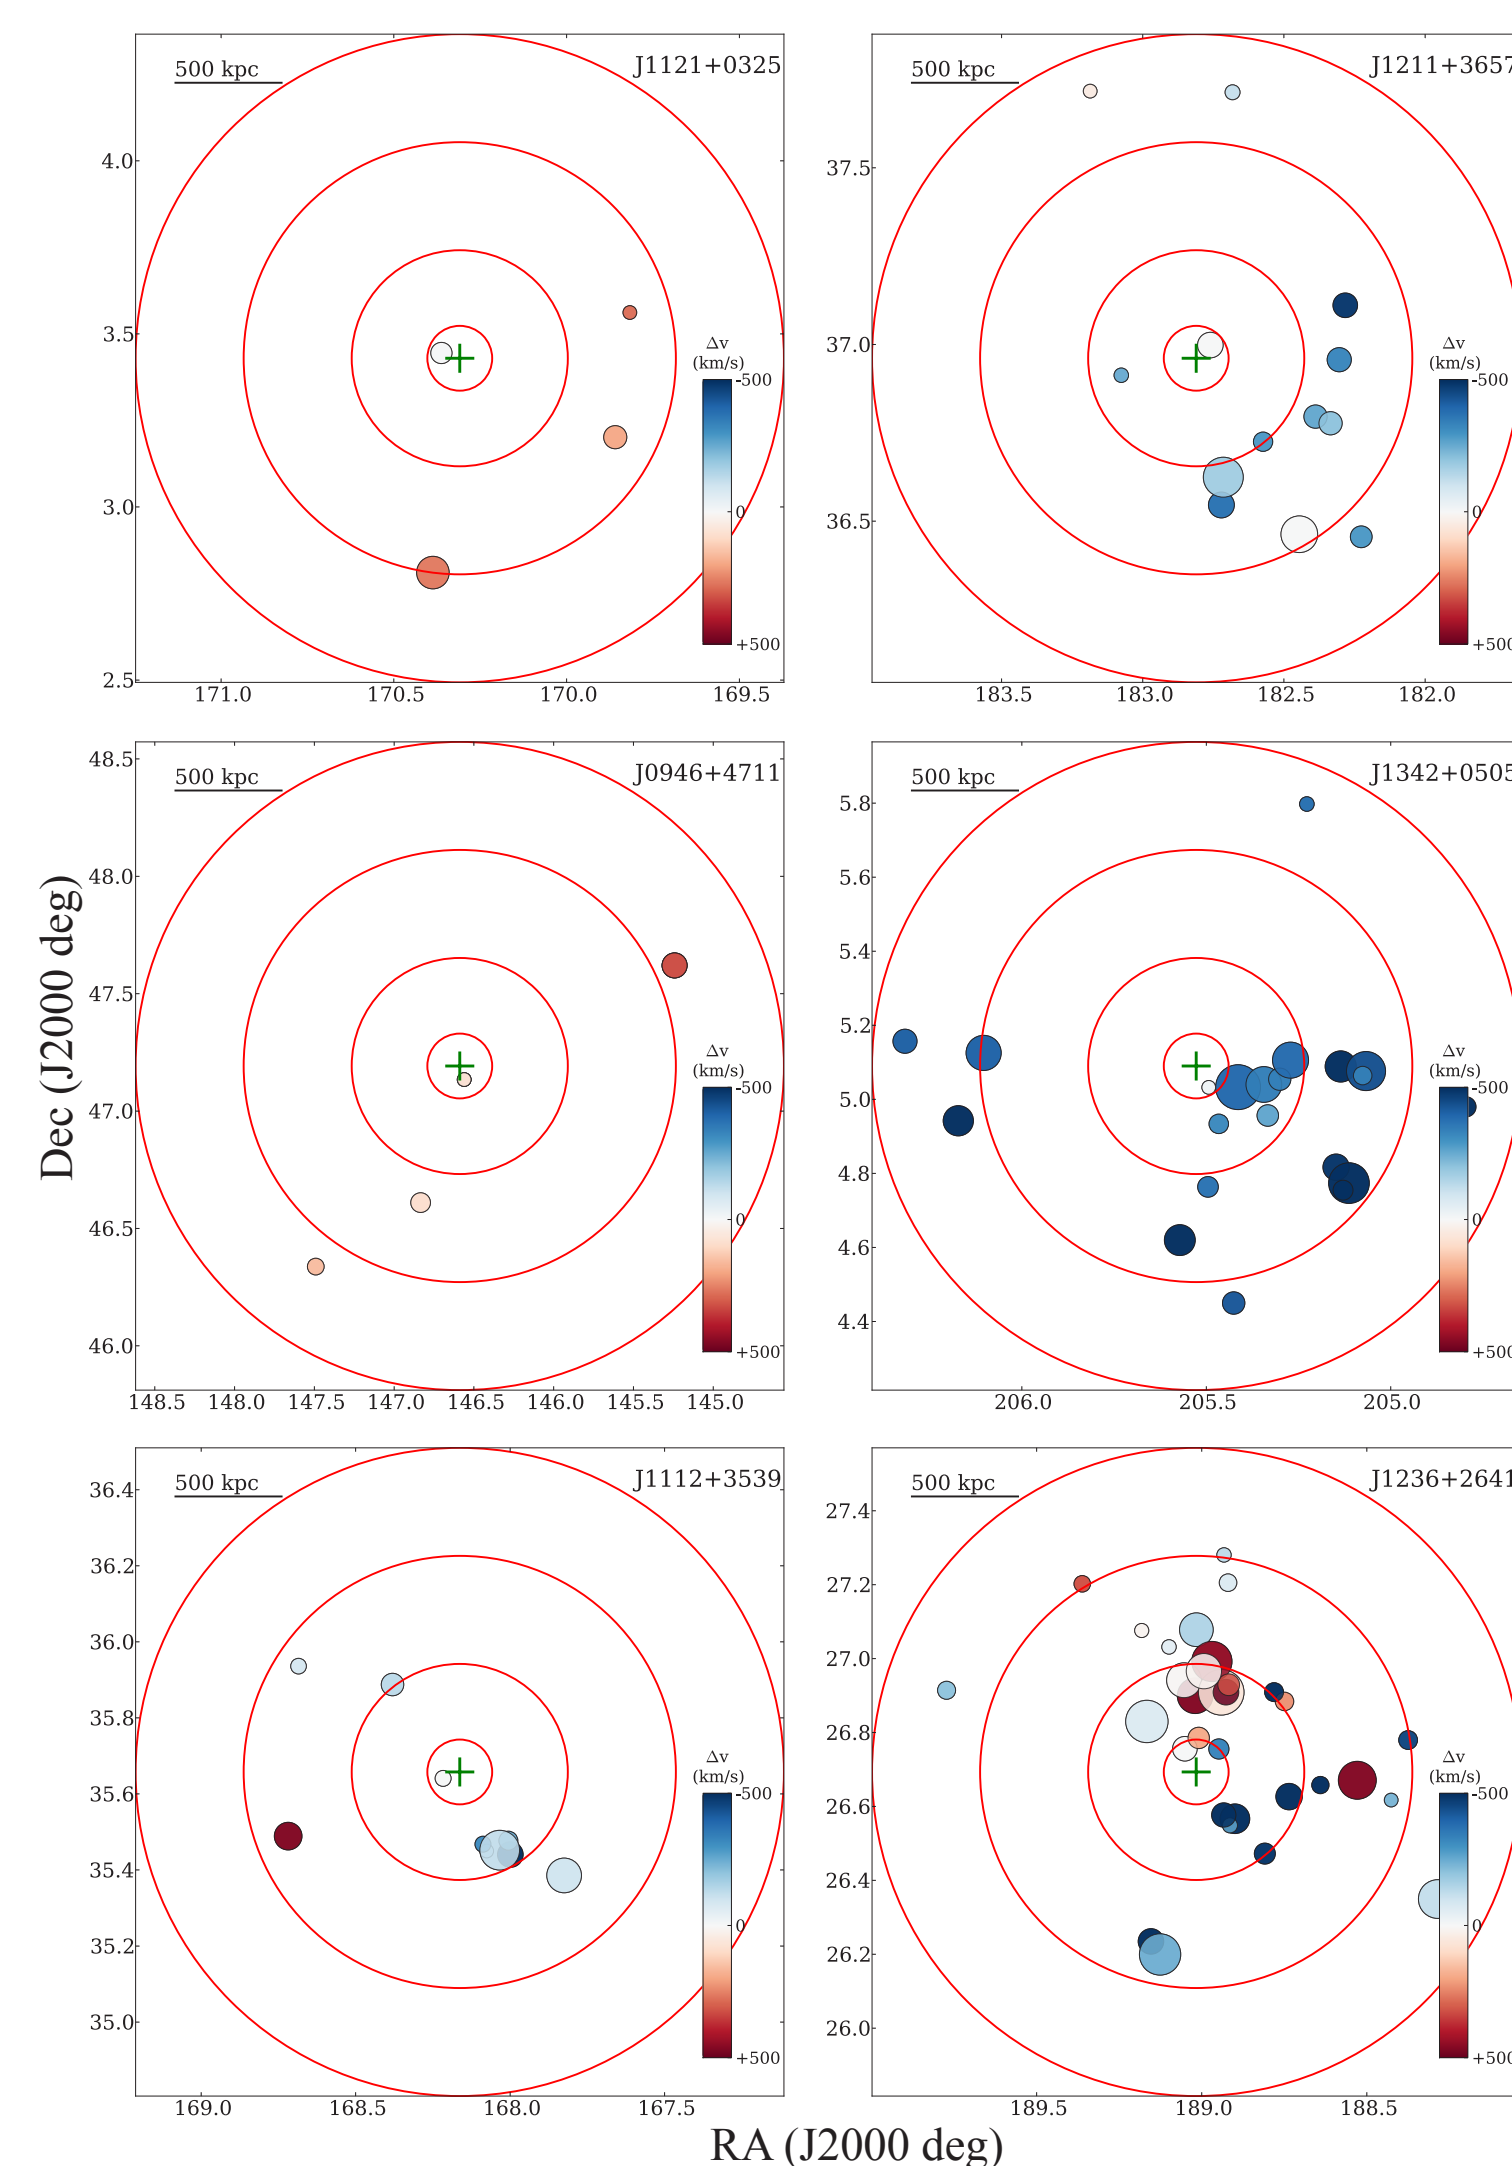 500 kpc
J1121+0325
4.0
3.5
3.0
2.5
Δv
(km/s)
-500
0
+500
171.0 170.5 170.0 169.5
500 kpc
J1211+3657
37.5
37.0
36.5
Δv
(km/s)
-500
0
+500
183.5 183.0 182.5 182.0
500 kpc
J0946+4711
48.5
48.0
47.5
47.0
46.5
46.0
Δv
(km/s)
-500
0
+500
148.5 148.0 147.5 147.0 146.5 146.0 145.5 145.0
500 kpc
J1342+0505
5.8
5.6
5.4
5.2
5.0
4.8
4.6
4.4
Δv
(km/s)
-500
0
+500
206.0 205.5 205.0
500 kpc
J1112+3539
36.4
36.2
36.0
35.8
35.6
35.4
35.2
35.0
Δv
(km/s)
-500
0
+500
169.0 168.5 168.0 167.5
500 kpc
J1236+2641
27.4
27.2
27.0
26.8
26.6
26.4
26.2
26.0
Δv
(km/s)
-500
0
+500
189.5 189.0 188.5
Dec (J2000 deg)
RA (J2000 deg)